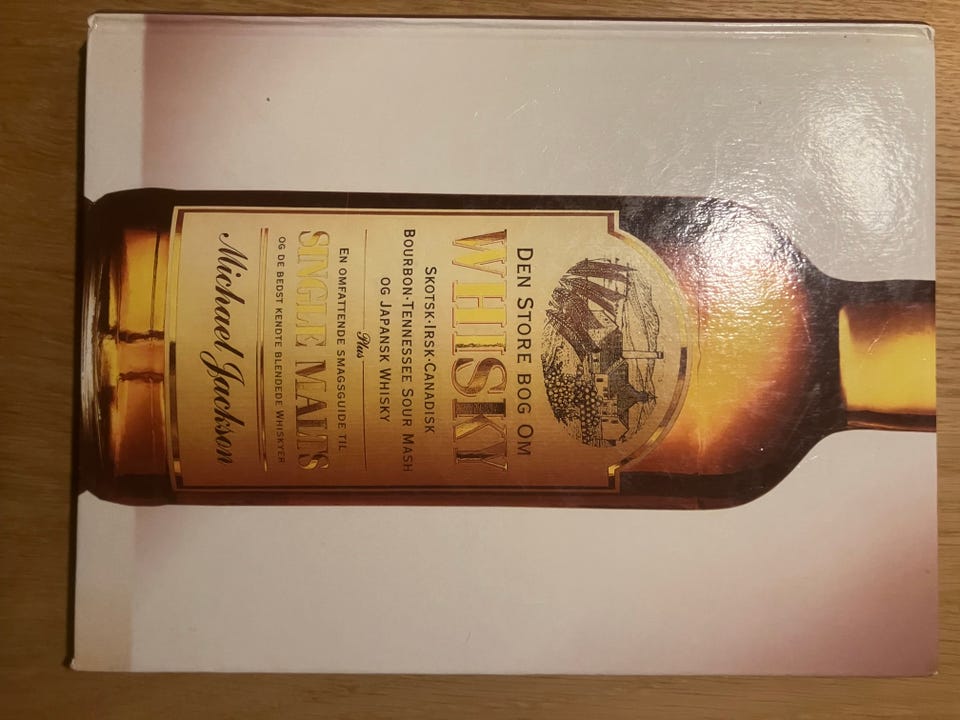 DEN STORE BOG OM
WHISKY
SKOTSK·IRSK·CANADISK
BOURBON·TENNESSEE SOUR MASH
OG JAPANSK WHISKY
Plus
EN OMFATTENDE SMAGSGUIDE TIL
SINGLE MALTS
OG DE BEDST KENDTE BLENDEDE WHISKYER
Michael Jackson